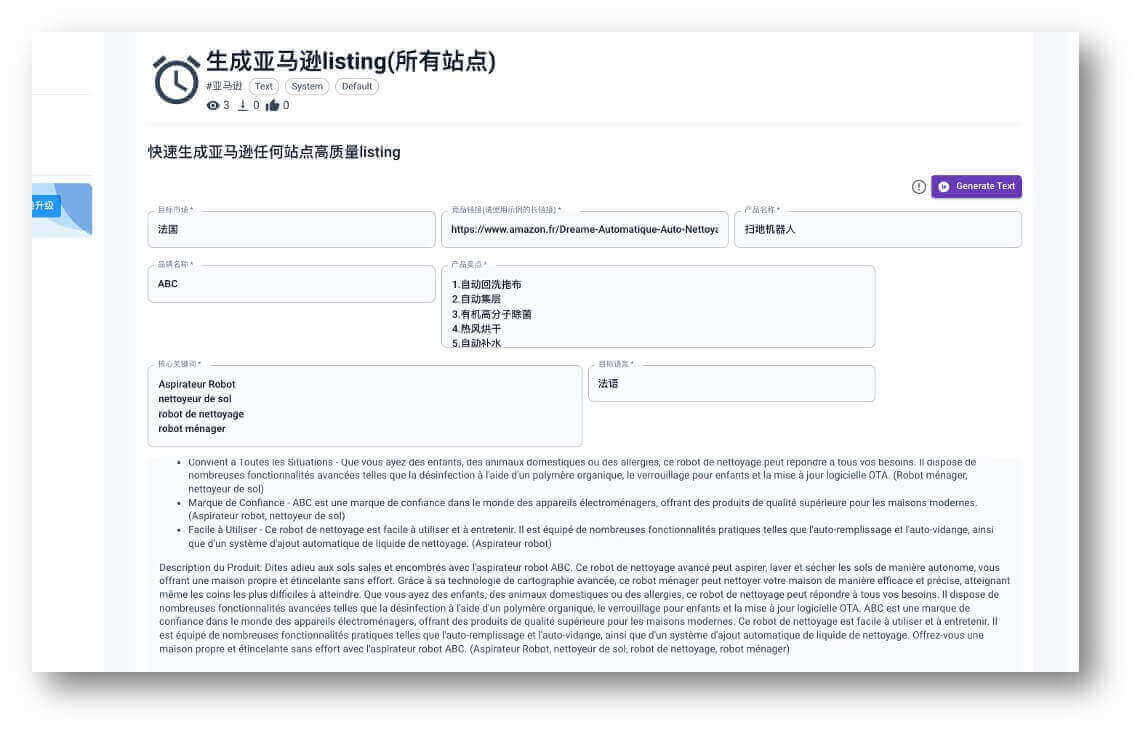 生成亚马逊listing(所有站点)
#亚马逊 Text System Default
3 0 0
快速生成亚马逊任何站点高质量listing
升级
Generate Text
目标市场 *
竞品链接(请使用示例的长链接) *
产品名称 *
法国
https://www.amazon.fr/Dreame-Automatique-Auto-Nettoya
扫地机器人
品牌名称 *
产品卖点 *
ABC
1.自动回洗拖布
2.自动集尘
3.有机高分子除菌
4.热风烘干
5.自动补水
核心关键词 *
目标语言 *
Aspirateur Robot
nettoyeur de sol
robot de nettoyage
robot ménager
法语
• Convient à Toutes les Situations - Que vous ayez des enfants, des animaux domestiques ou des allergies, ce robot de nettoyage peut répondre à tous vos besoins. Il dispose de
nombreuses fonctionnalités avancées telles que la désinfection à l'aide d'un polymère organique, le verrouillage pour enfants et la mise à jour logicielle OTA. (Robot ménager,
nettoyeur de sol)
• Marque de Confiance - ABC est une marque de confiance dans le monde des appareils électroménagers, offrant des produits de qualité supérieure pour les maisons modernes.
(Aspirateur robot, nettoyeur de sol)
• Facile à Utiliser - Ce robot de nettoyage est facile à utiliser et à entretenir. Il est équipé de nombreuses fonctionnalités pratiques telles que l'auto-remplissage et l'auto-vidange, ainsi
que d'un système d'ajout automatique de liquide de nettoyage. (Aspirateur robot)
Description du Produit: Dites adieu aux sols sales et encombrés avec l'aspirateur robot ABC. Ce robot de nettoyage avancé peut aspirer, laver et sécher les sols de manière autonome, vous
offrant une maison propre et étincelante sans effort. Grâce à sa technologie de cartographie avancée, ce robot ménager peut nettoyer votre maison de manière efficace et précise, atteignant
même les coins les plus difficiles à atteindre. Que vous ayez des enfants, des animaux domestiques ou des allergies, ce robot de nettoyage peut répondre à tous vos besoins. Il dispose de
nombreuses fonctionnalités avancées telles que la désinfection à l'aide d'un polymère organique, le verrouillage pour enfants et la mise à jour logicielle OTA. ABC est une marque de
confiance dans le monde des appareils électroménagers, offrant des produits de qualité supérieure pour les maisons modernes. Ce robot de nettoyage est facile à utiliser et à entretenir. Il
est équipé de nombreuses fonctionnalités pratiques telles que l'auto-remplissage et l'auto-vidange, ainsi que d'un système d'ajout automatique de liquide de nettoyage. Offrez-vous une
maison propre et étincelante sans effort avec l'aspirateur robot ABC. (Aspirateur Robot, nettoyeur de sol, robot de nettoyage, robot ménager)